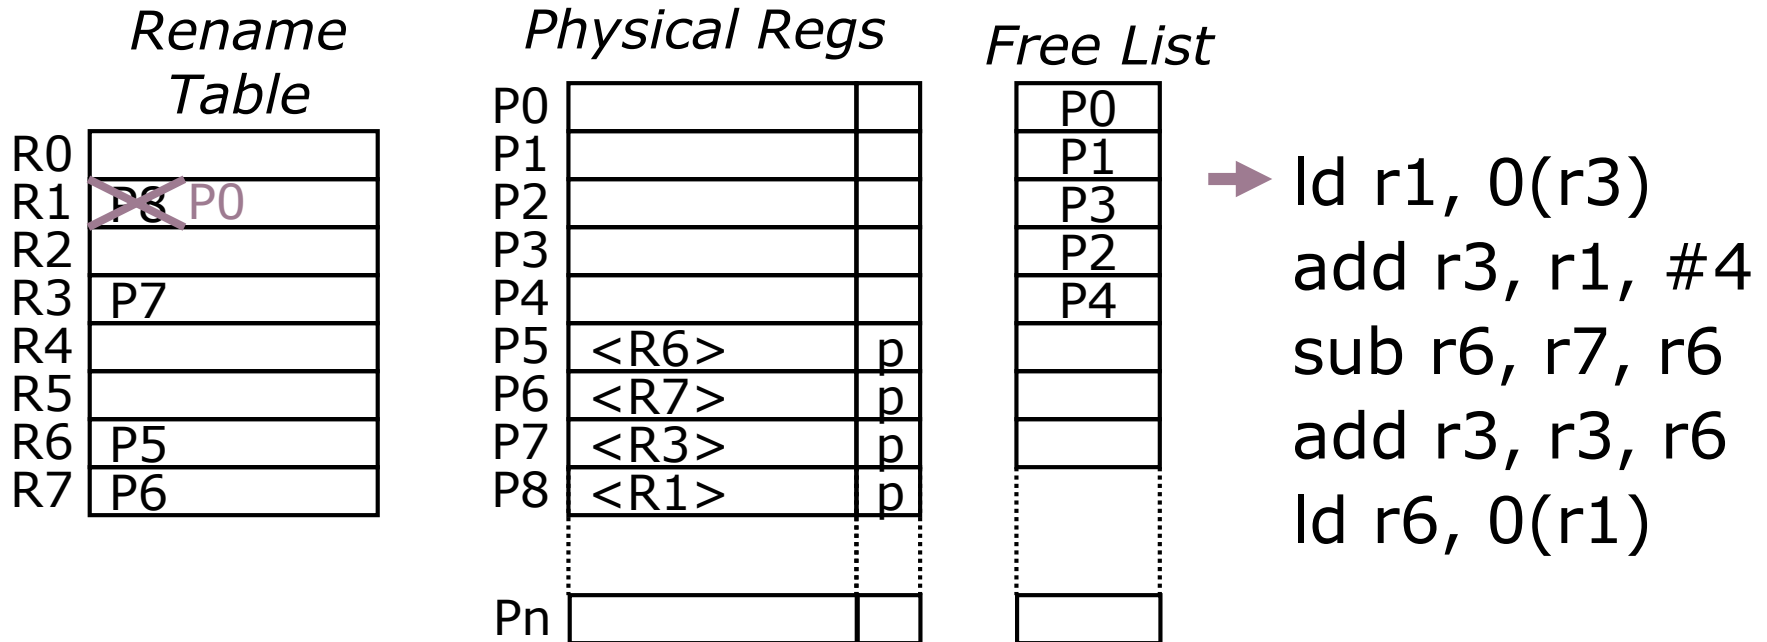 Rename Table
R0
R1 P8 P0
R2
R3 P7
R4
R5
R6 P5
R7 P6
Physical Regs
P0
P1
P2
P3
P4
P5 <R6> p
P6 <R7> p
P7 <R3> p
P8 <R1> p
Pn
Free List
P0
P1
P3
P2
P4
ld r1, 0(r3)
add r3, r1, #4
sub r6, r7, r6
add r3, r3, r6
ld r6, 0(r1)